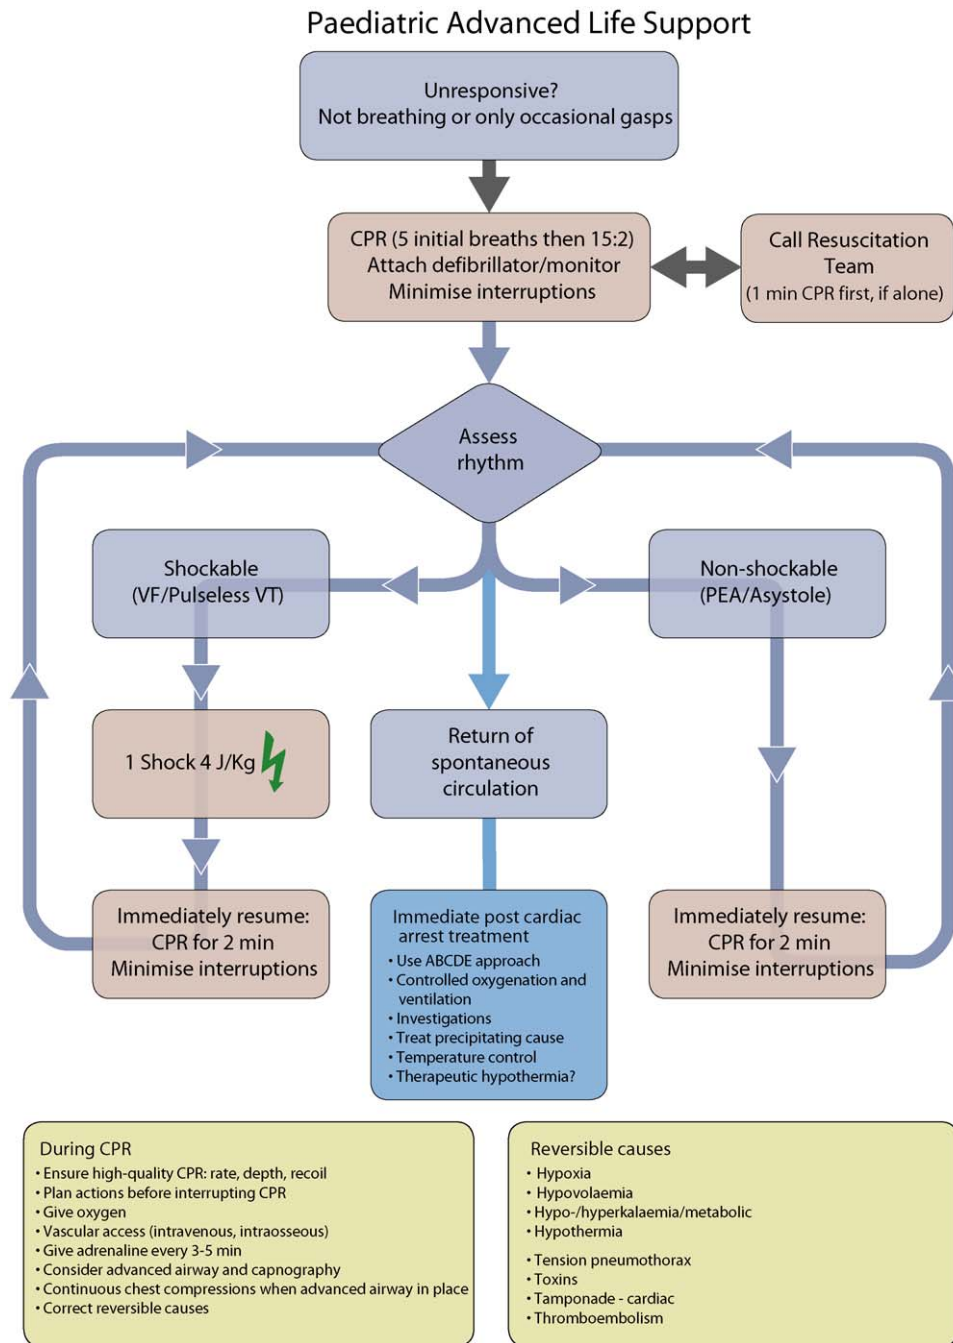 Paediatric Advanced Life Support
Unresponsive?
Not breathing or only occasional gasps
CPR (5 initial breaths then 15:2)
Attach defibrillator/monitor
Minimise interruptions
Call Resuscitation
Team
(1 min CPR first, if alone)
Assess
rhythm
Shockable
(VF/Pulseless VT)
Non-shockable
(PEA/Asystole)
1 Shock 4 J/Kg
Return of
spontaneous
circulation
Immediately resume:
CPR for 2 min
Minimise interruptions
Immediate post cardiac
arrest treatment
• Use ABCDE approach
• Controlled oxygenation and
ventilation
• Investigations
• Treat precipitating cause
• Temperature control
• Therapeutic hypothermia?
Immediately resume:
CPR for 2 min
Minimise interruptions
During CPR
• Ensure high-quality CPR: rate, depth, recoil
• Plan actions before interrupting CPR
• Give oxygen
• Vascular access (intravenous, intraosseous)
• Give adrenaline every 3-5 min
• Consider advanced airway and capnography
• Continuous chest compressions when advanced airway in place
• Correct reversible causes
Reversible causes
• Hypoxia
• Hypovolaemia
• Hypo-/hyperkalaemia/metabolic
• Hypothermia
• Tension pneumothorax
• Toxins
• Tamponade - cardiac
• Thromboembolism